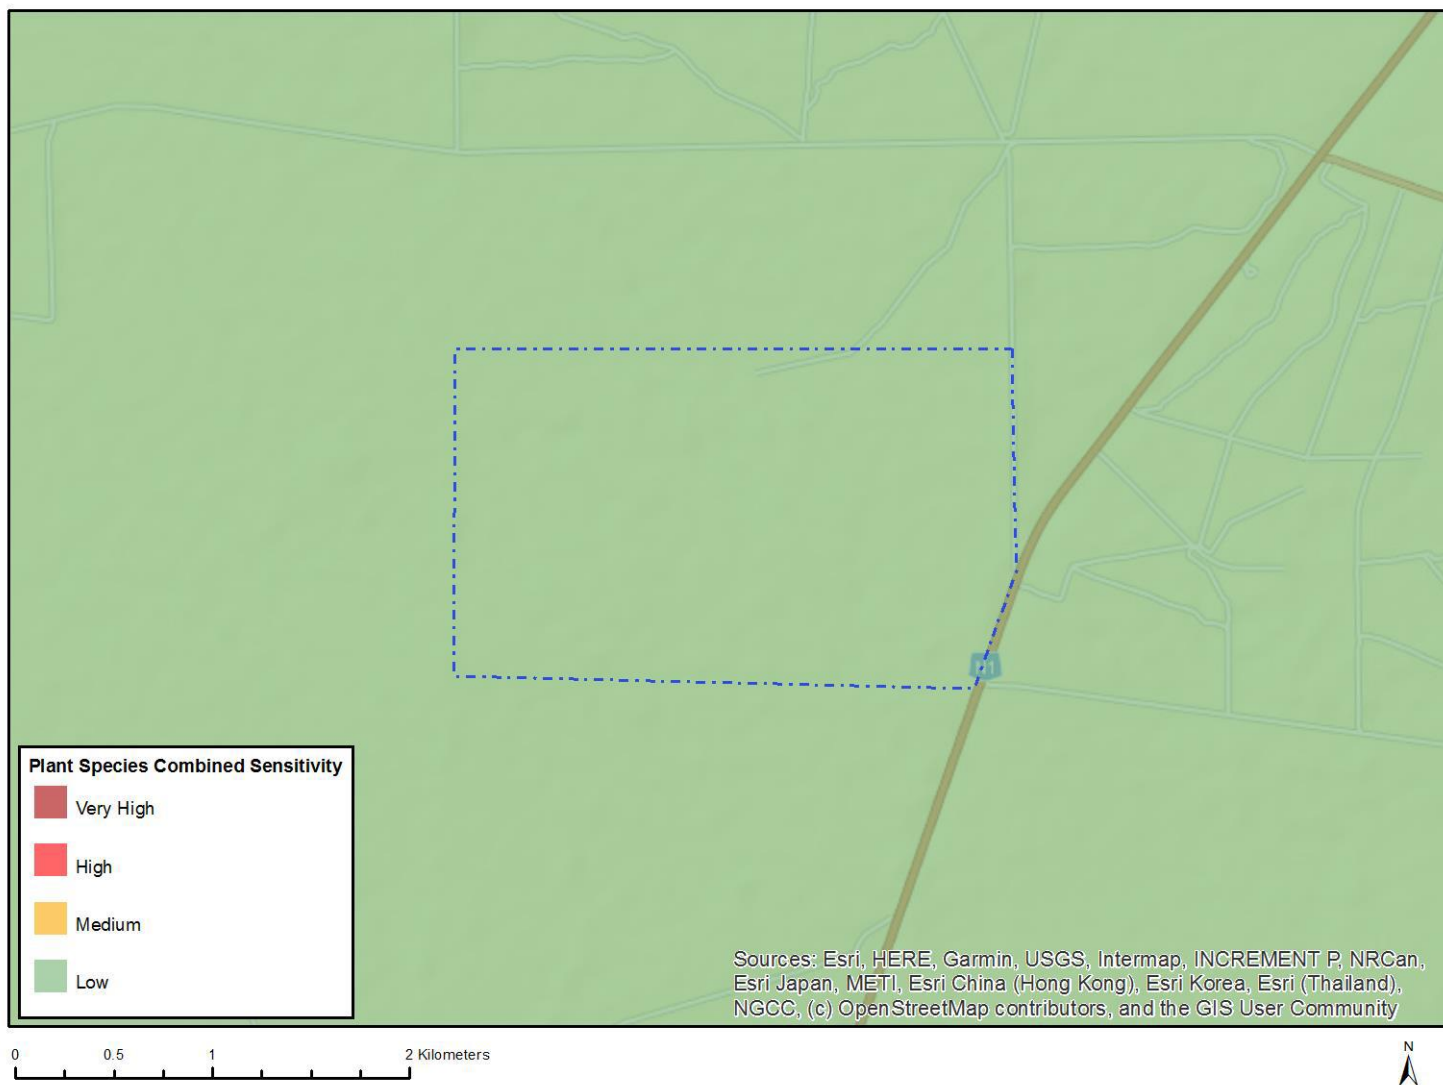 Plant Species Combined Sensitivity
Very High
High
Medium
Low
Sources: Esri, HERE, Garmin, USGS, Intermap, INCREMENT P, NRCan,
Esri Japan, METI, Esri China (Hong Kong), Esri Korea, Esri (Thailand),
NGCC, (c) OpenStreetMap contributors, and the GIS User Community
0 0.5 1 2 Kilometers
N